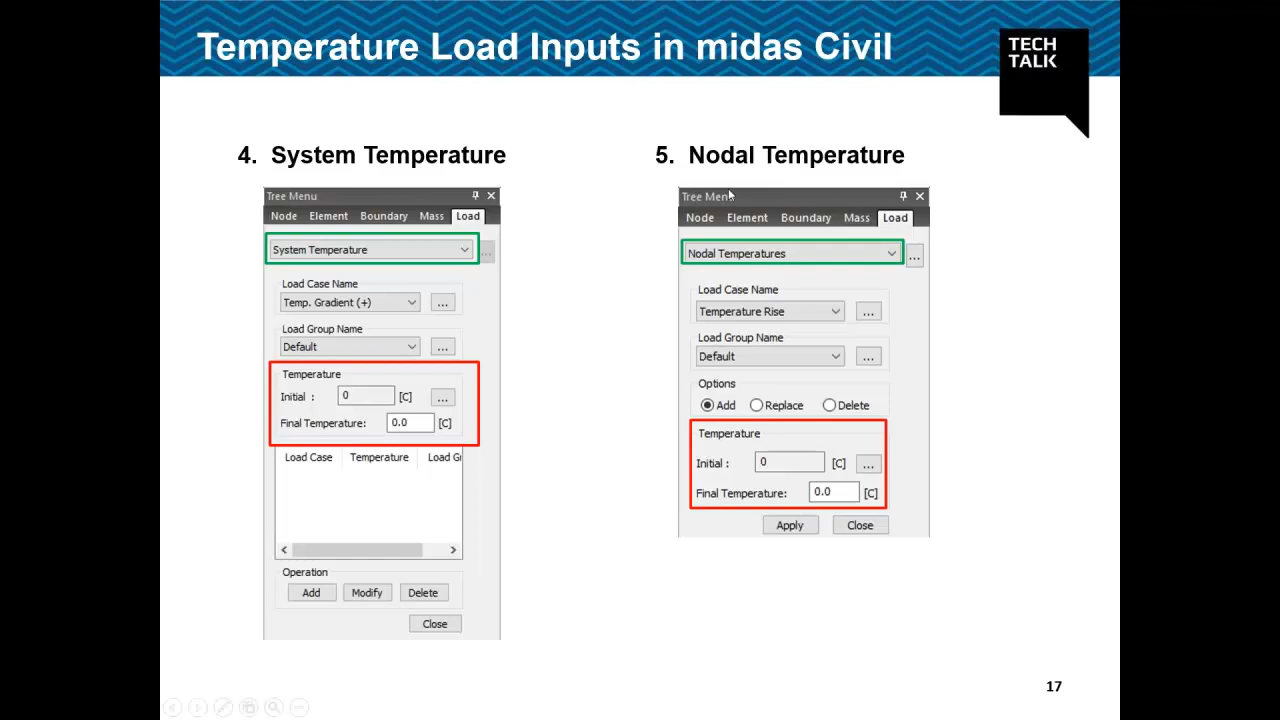 Temperature Load Inputs in midas Civil
TECH
TALK
4. System Temperature
Tree Menu
Node Element Boundary Mass Load
System Temperature
...
Load Case Name
Temp. Gradient (+)
...
Load Group Name
Default
...
Temperature
Initial : 0 [C] ...
Final Temperature: 0.0 [C]
Load Case Temperature Load Gr
Operation
Add Modify Delete
Close
5. Nodal Temperature
Tree Menu
Node Element Boundary Mass Load
Nodal Temperatures
...
Load Case Name
Temperature Rise
...
Load Group Name
Default
...
Options
Add Replace Delete
Temperature
Initial : 0 [C] ...
Final Temperature: 0.0 [C]
Apply Close
17